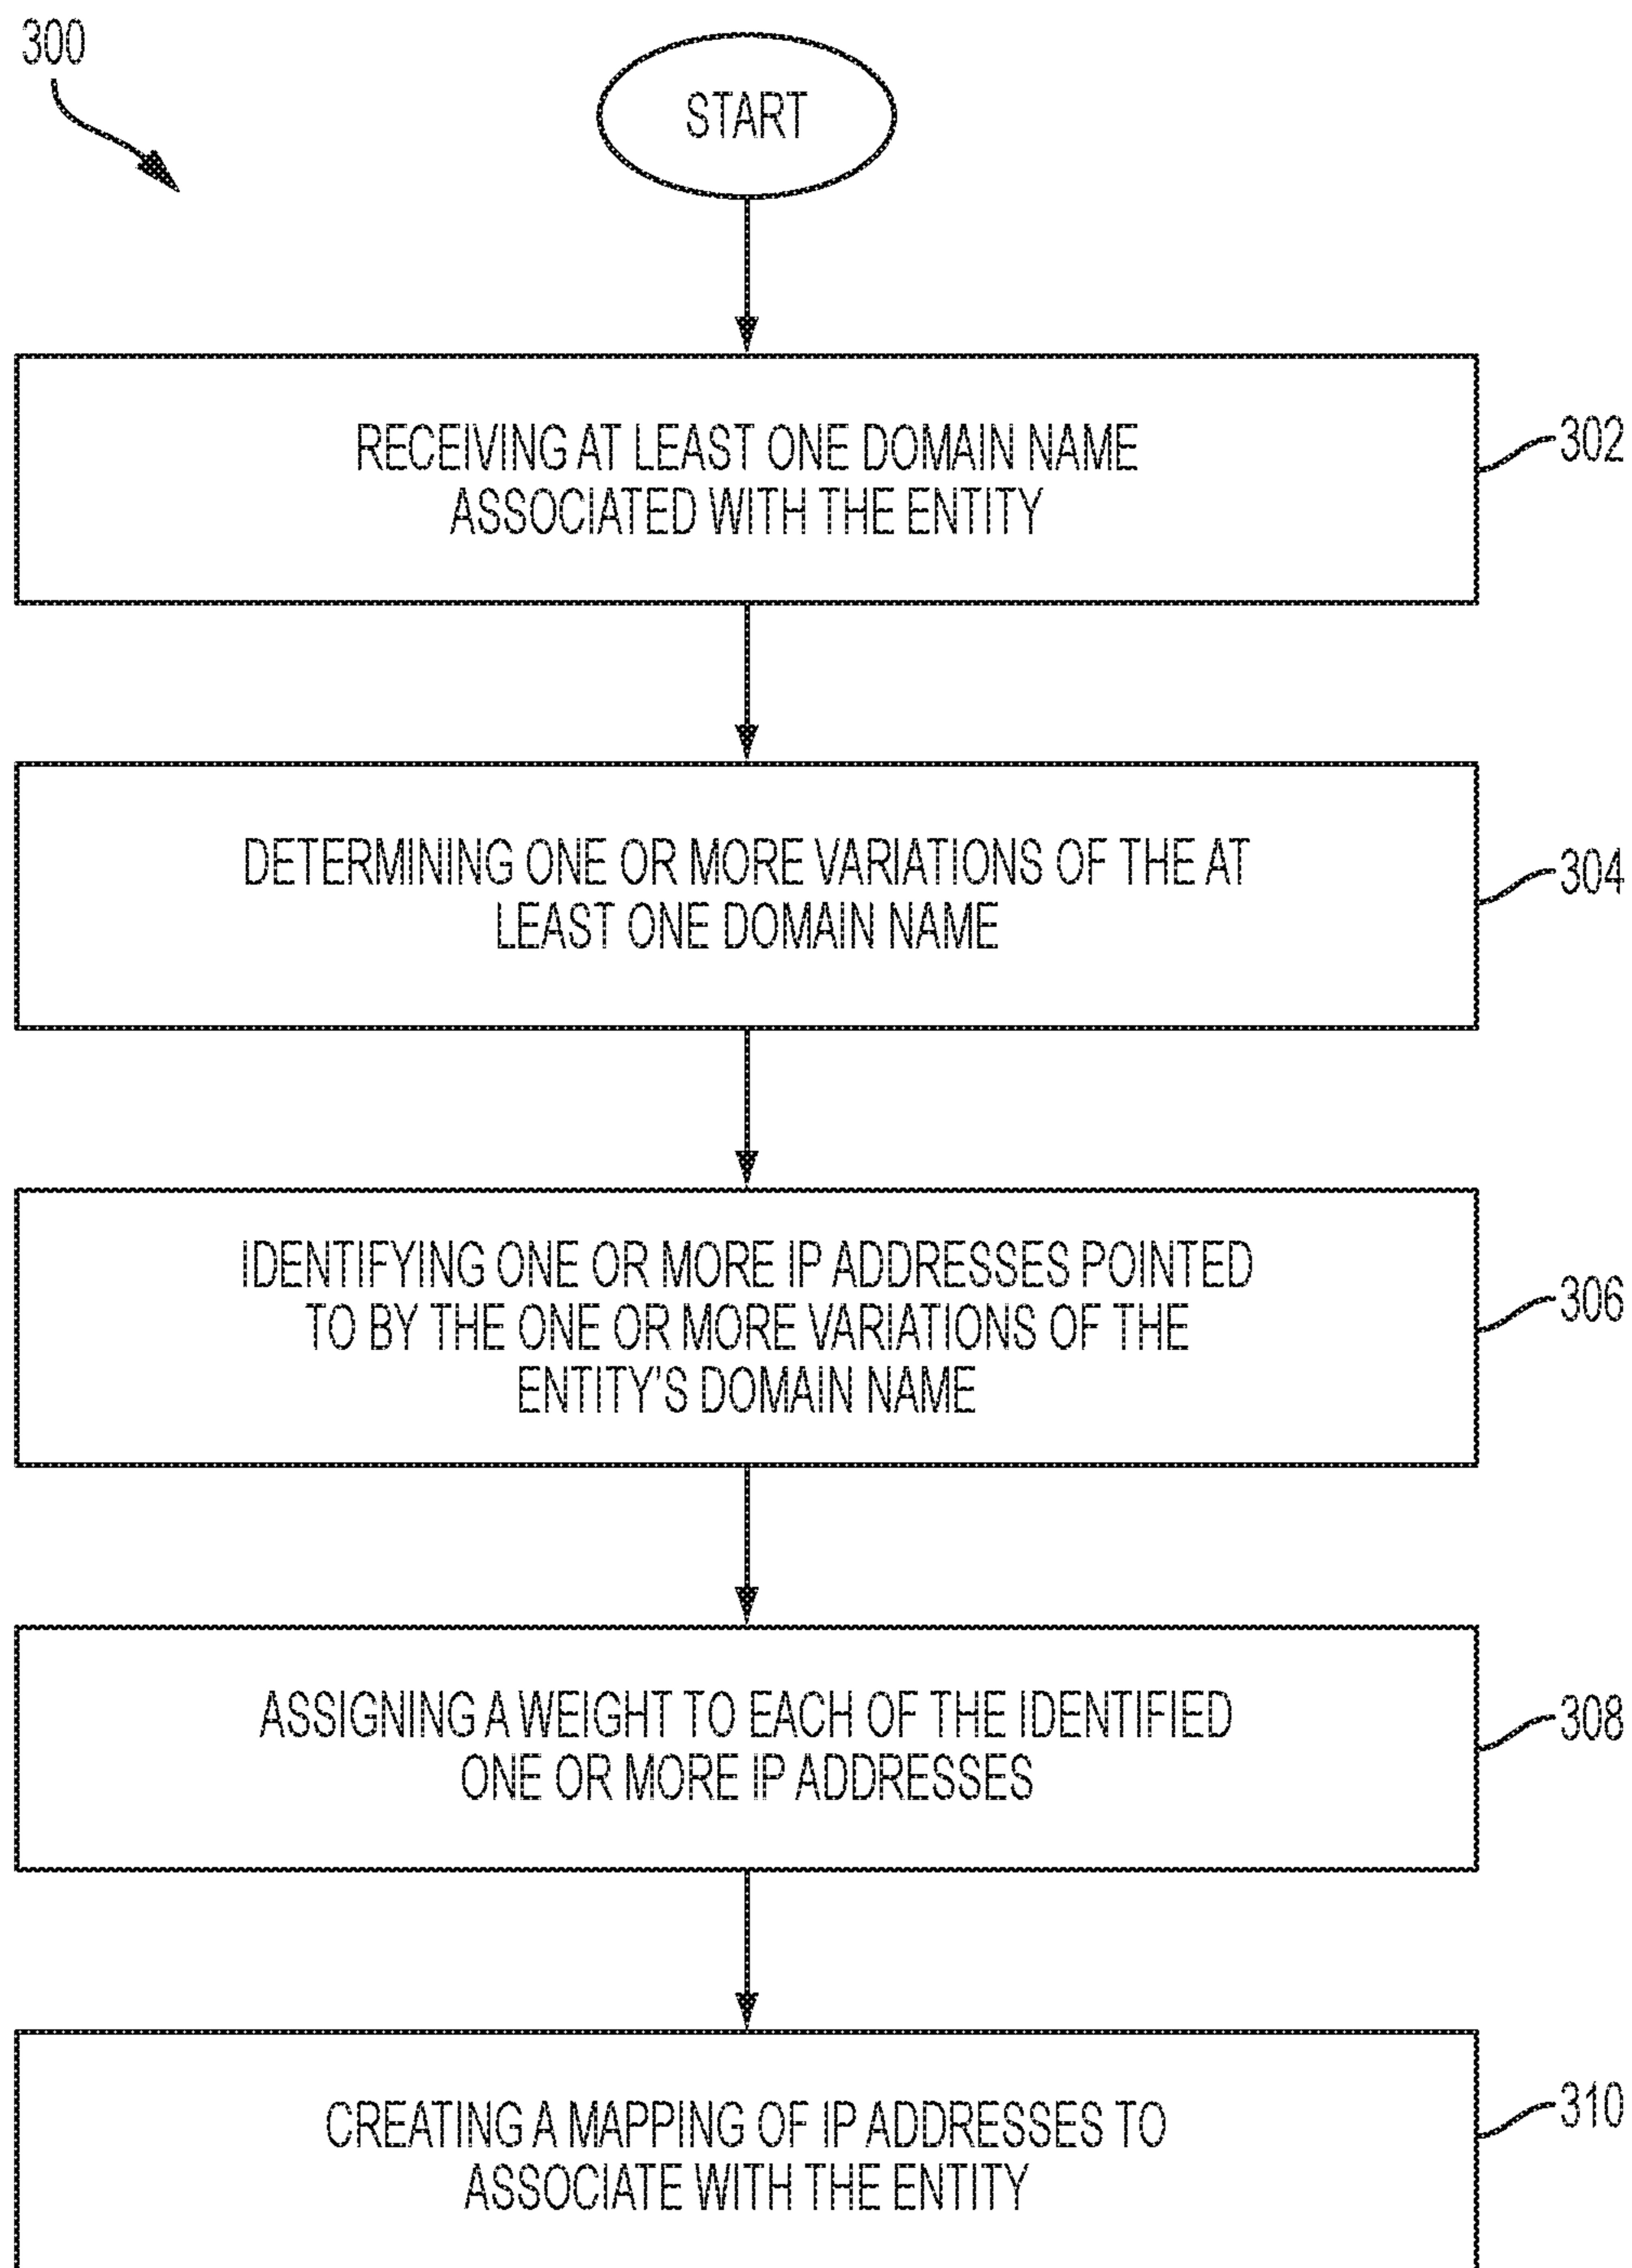 300
START
RECEIVING AT LEAST ONE DOMAIN NAME
ASSOCIATED WITH THE ENTITY
302
DETERMINING ONE OR MORE VARIATIONS OF THE AT
LEAST ONE DOMAIN NAME
304
IDENTIFYING ONE OR MORE IP ADDRESSES POINTED
TO BY THE ONE OR MORE VARIATIONS OF THE
ENTITY'S DOMAIN NAME
306
ASSIGNING A WEIGHT TO EACH OF THE IDENTIFIED
ONE OR MORE IP ADDRESSES
308
CREATING A MAPPING OF IP ADDRESSES TO
ASSOCIATE WITH THE ENTITY
310